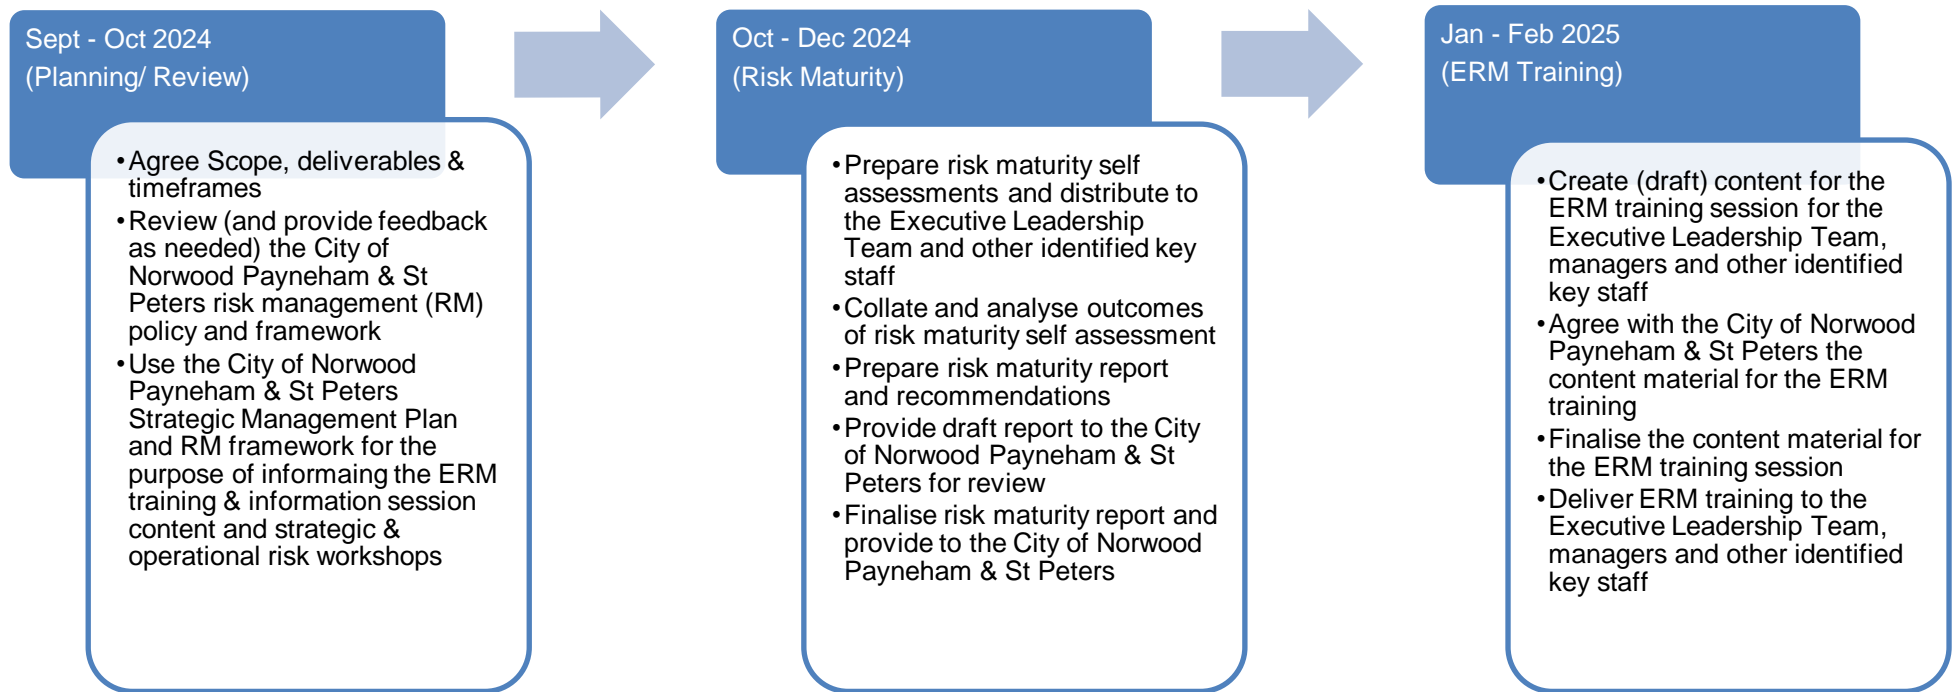 Sept - Oct 2024
(Planning/ Review)
•Agree Scope, deliverables &
timeframes
•Review (and provide feedback
as needed) the City of
Norwood Payneham & St
Peters risk management (RM)
policy and framework
•Use the City of Norwood
Payneham & St Peters
Strategic Management Plan
and RM framework for the
purpose of informaing the ERM
training & information session
content and strategic &
operational risk workshops
Oct - Dec 2024
(Risk Maturity)
•Prepare risk maturity self
assessments and distribute to
the Executive Leadership
Team and other identified key
staff
•Collate and analyse outcomes
of risk maturity self assessment
•Prepare risk maturity report
and recommendations
•Provide draft report to the City
of Norwood Payneham & St
Peters for review
•Finalise risk maturity report and
provide to the City of Norwood
Payneham & St Peters
Jan - Feb 2025
(ERM Training)
•Create (draft) content for the
ERM training session for the
Executive Leadership Team,
managers and other identified
key staff
•Agree with the City of Norwood
Payneham & St Peters the
content material for the ERM
training
•Finalise the content material for
the ERM training session
•Deliver ERM training to the
Executive Leadership Team,
managers and other identified
key staff